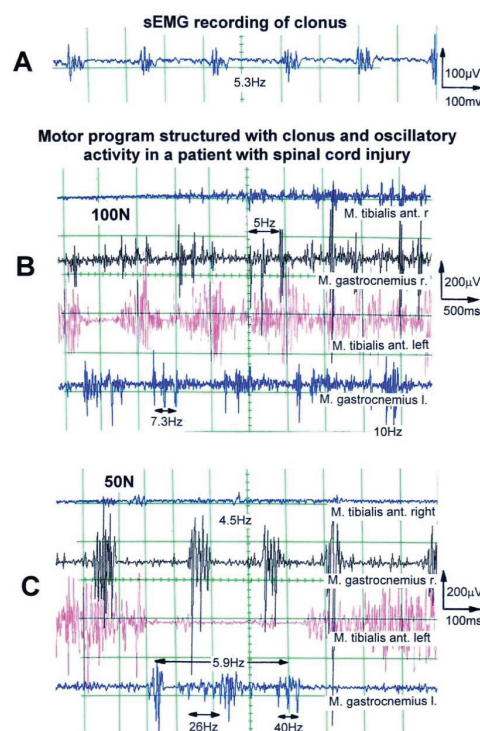 sEMG recording of clonus
A
5.3Hz
100µV
100mv
Motor program structured with clonus and oscillatory
activity in a patient with spinal cord injury
100N
M. tibialis ant. r
5Hz
B
M. gastrocnemius r.
200µV
500ms
M. tibialis ant. left
M. gastrocnemius l.
7.3Hz
10Hz
50N
M. tibialis ant. right
4.5Hz
C
M. gastrocnemius r.
200µV
100ms
M. tibialis ant. left
5.9Hz
M. gastrocnemius l.
26Hz
40Hz